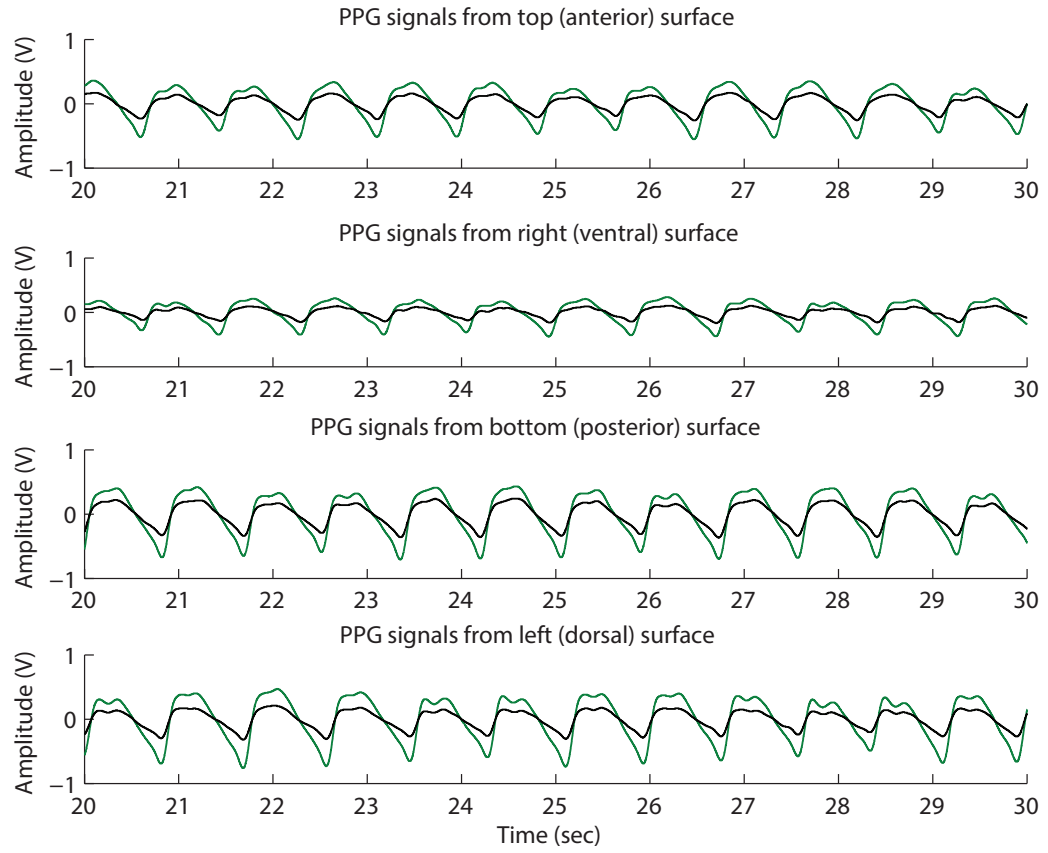 PPG signals from top (anterior) surface
Amplitude (V)
1
0
−1
20 21 22 23 24 25 26 27 28 29 30
PPG signals from right (ventral) surface
Amplitude (V)
1
0
−1
20 21 22 23 24 25 26 27 28 29 30
PPG signals from bottom (posterior) surface
Amplitude (V)
1
0
−1
20 21 22 23 24 25 26 27 28 29 30
PPG signals from left (dorsal) surface
Amplitude (V)
1
0
−1
20 21 22 23 24 25 26 27 28 29 30
Time (sec)